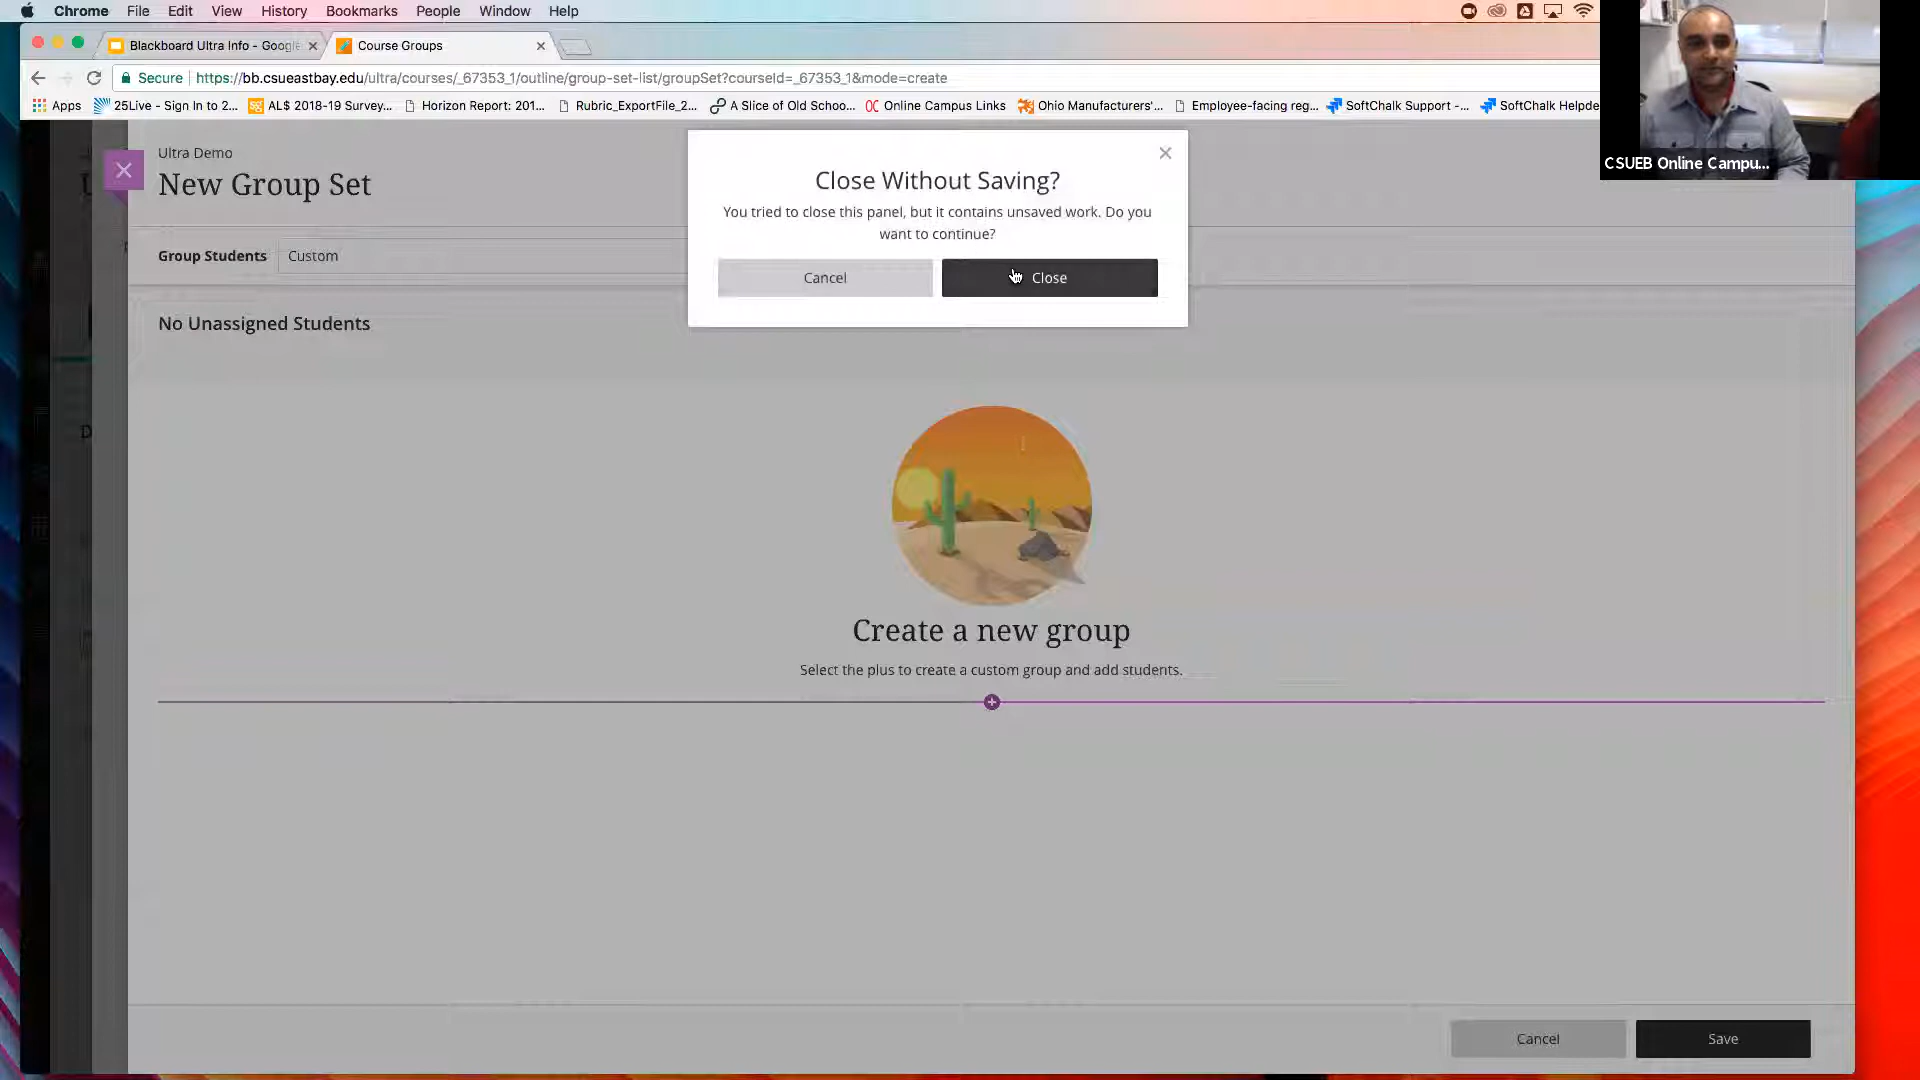 Chrome File Edit View History Bookmarks People Window Help
Blackboard Ultra Info - Google
Course Groups
Secure https://bb.csueastbay.edu/ultra/courses/_67353_1/outline/group-set-list/groupSet?courseId=_67353_1&mode=create
Apps 25Live - Sign In to 2... AL$ 2018-19 Survey... Horizon Report: 201... Rubric_ExportFile_2... A Slice of Old Schoo... Online Campus Links Ohio Manufacturers'... Employee-facing reg... SoftChalk Support -... SoftChalk Helpde
CSUEB Online Campu...
Ultra Demo
New Group Set
Close Without Saving?
You tried to close this panel, but it contains unsaved work. Do you
want to continue?
Cancel Close
Group Students Custom
No Unassigned Students
Create a new group
Select the plus to create a custom group and add students.
Cancel Save